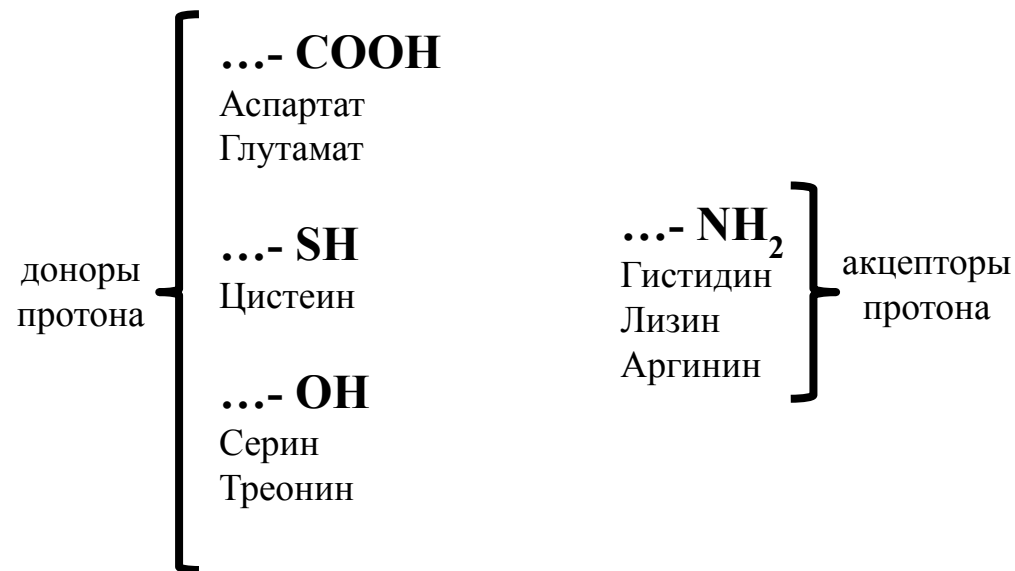 доноры
протона
…- COOH
Аспартат
Глутамат
…- SH
Цистеин
…- OH
Серин
Треонин
…- NH₂
Гистидин
Лизин
Аргинин
акцепторы
протона